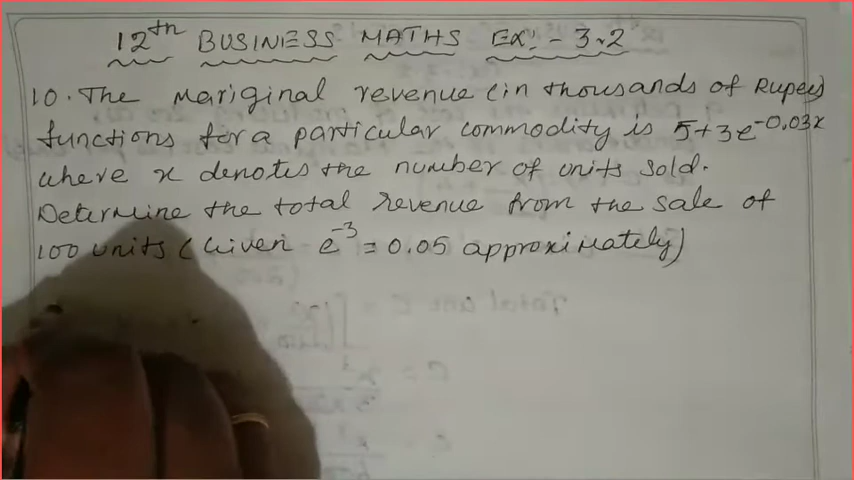 12th BUSINESS MATHS EX:- 3.2
10. The mariginal revenue (in thousands of Rupees)
functions for a particular commodity is 5+3e^-0.03x
where x denotes the number of units sold.
Determine the total revenue from the sale of
100 units (Given e^-3 = 0.05 approximately)